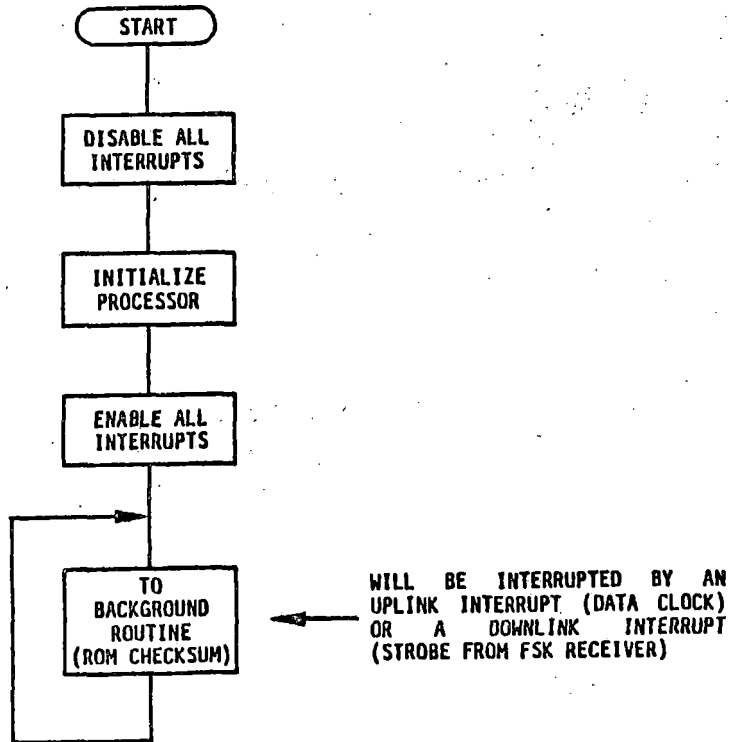 START
DISABLE ALL
INTERRUPTS
INITIALIZE
PROCESSOR
ENABLE ALL
INTERRUPTS
TO
BACKGROUND
ROUTINE
(ROM CHECKSUM)
WILL BE INTERRUPTED BY AN
UPLINK INTERRUPT (DATA CLOCK)
OR A DOWNLINK INTERRUPT
(STROBE FROM FSK RECEIVER)